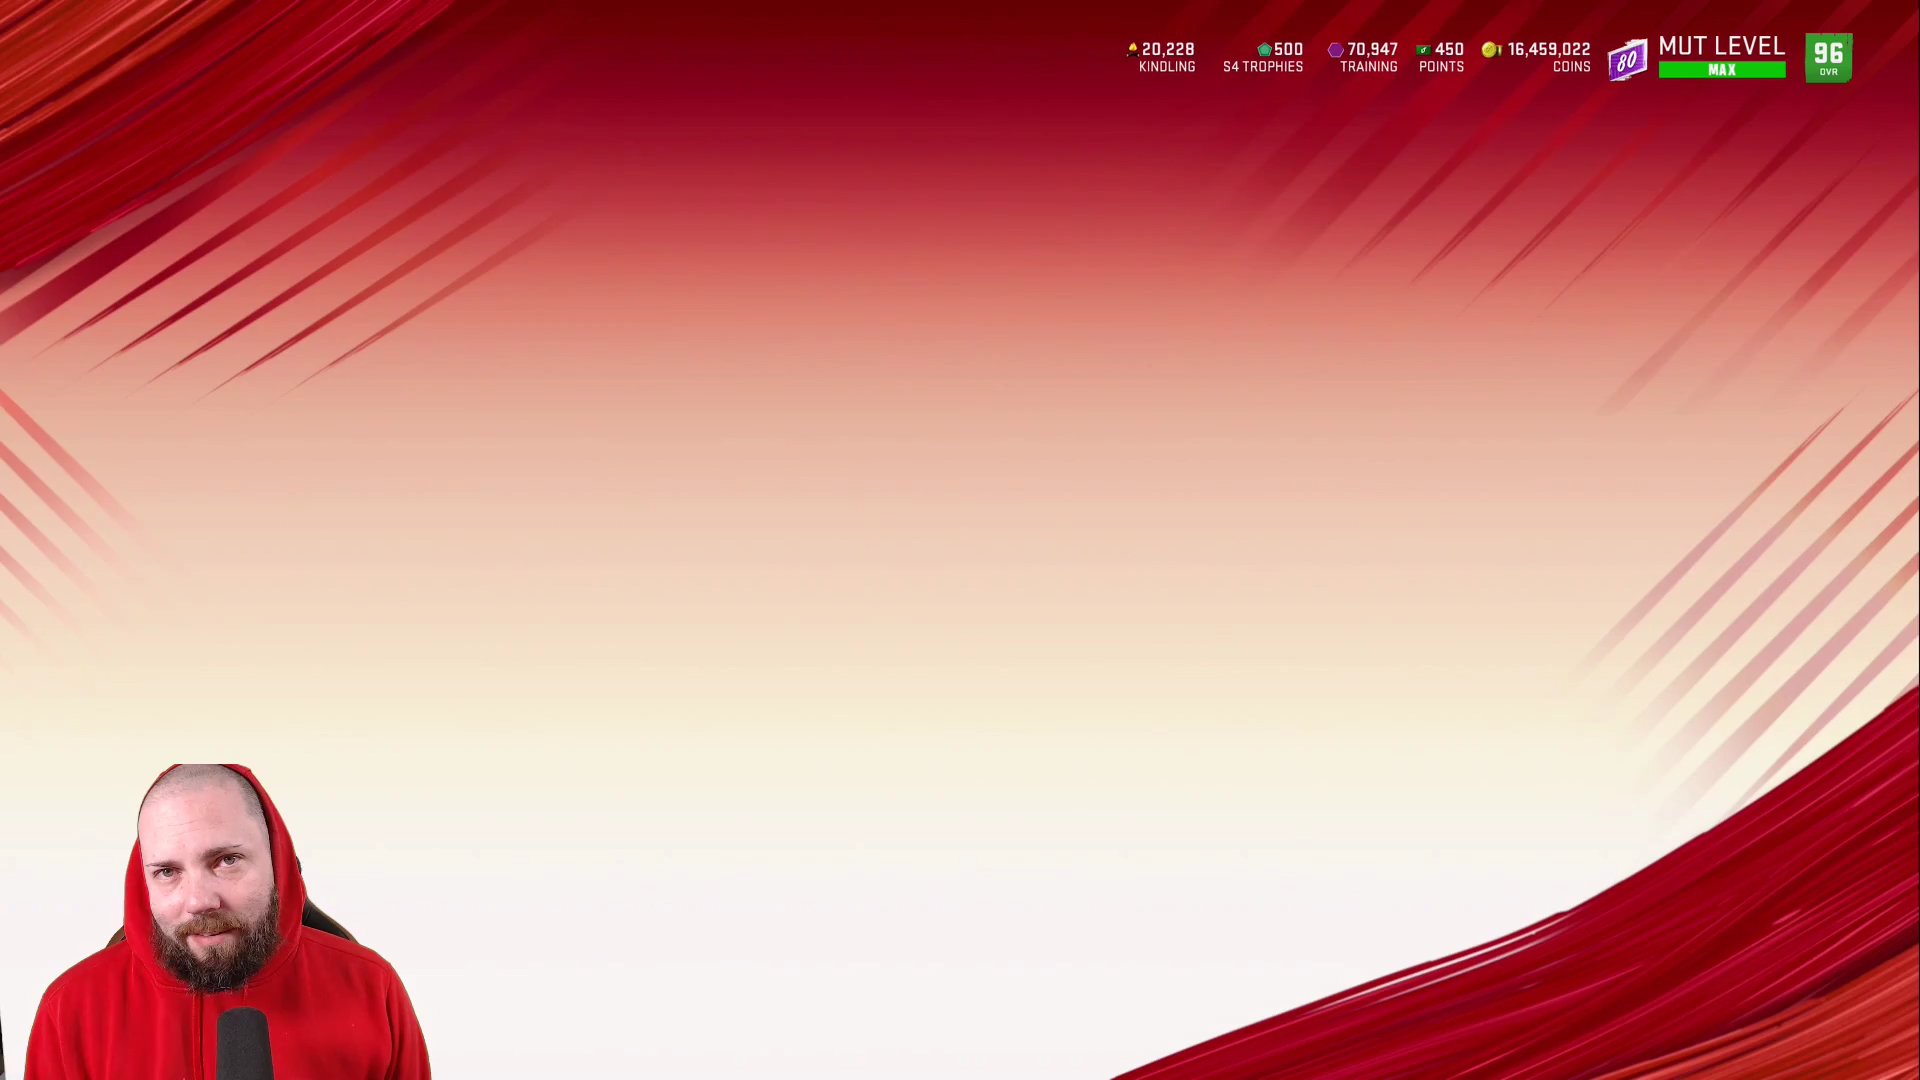 20,228 500 70,947 450 16,459,022 80 MUT LEVEL 96
KINDLING S4 TROPHIES TRAINING POINTS COINS MAX OVR